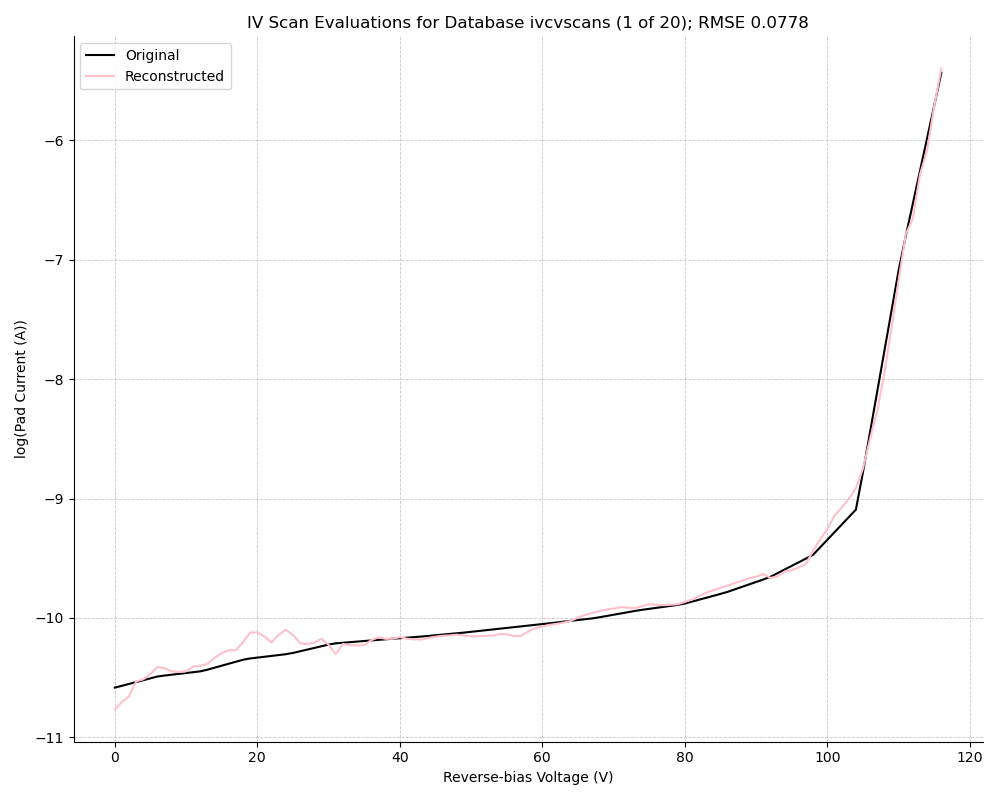 IV Scan Evaluations for Database ivcvscans (1 of 20); RMSE 0.0778
Original
Reconstructed
−6
−7
−8
−9
−10
−11
log(Pad Current (A))
0
20
40
60
80
100
120
Reverse-bias Voltage (V)